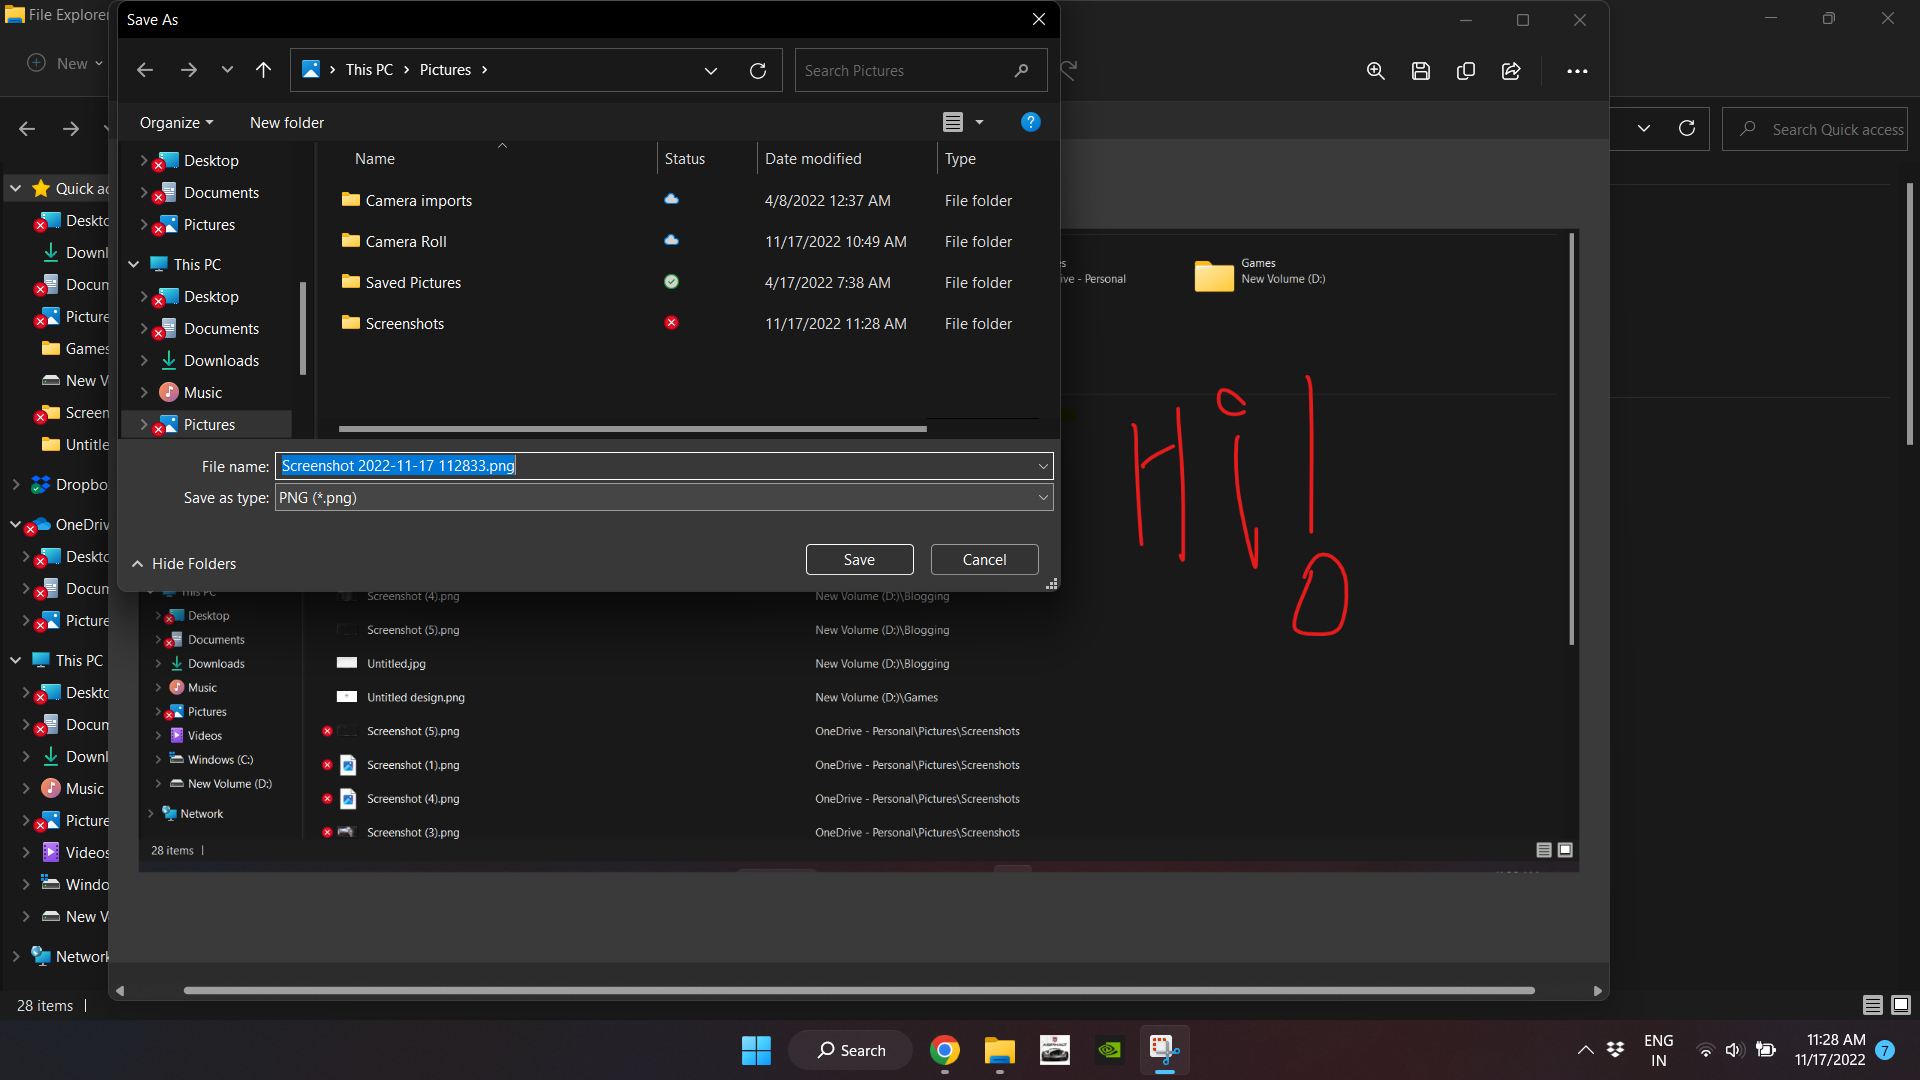 File Explorer
Save As
New
This PC
Pictures
Search Pictures
Search Quick access
Organize
New folder
Name
Status
Date modified
Type
Desktop
Documents
Pictures
This PC
Desktop
Documents
Downloads
Music
Pictures
Camera imports 4/8/2022 12:37 AM File folder
Camera Roll 11/17/2022 10:49 AM File folder
Saved Pictures 4/17/2022 7:38 AM File folder
Screenshots 11/17/2022 11:28 AM File folder
File name: Screenshot 2022-11-17 112833.png
Save as type: PNG (*.png)
Hide Folders
Save
Cancel
Quick ac
Deskto
Downl
Docum
Picture
Games
New V
Screen
Untitle
Dropbo
OneDriv
Deskto
Docum
Picture
This PC
Deskto
Docum
Downl
Music
Picture
Videos
Windo
New V
Network
28 items
es
ive - Personal
Games
New Volume (D:)
Hi!
This PC
Desktop
Documents
Downloads
Music
Pictures
Videos
Windows (C:)
New Volume (D:)
Network
28 items
Screenshot (4).png New Volume (D:)\Blogging
Screenshot (5).png New Volume (D:)\Blogging
Untitled.jpg New Volume (D:)\Blogging
Untitled design.png New Volume (D:)\Games
Screenshot (5).png OneDrive - Personal\Pictures\Screenshots
Screenshot (1).png OneDrive - Personal\Pictures\Screenshots
Screenshot (4).png OneDrive - Personal\Pictures\Screenshots
Screenshot (3).png OneDrive - Personal\Pictures\Screenshots
Search
ENG
IN
11:28 AM
11/17/2022
7